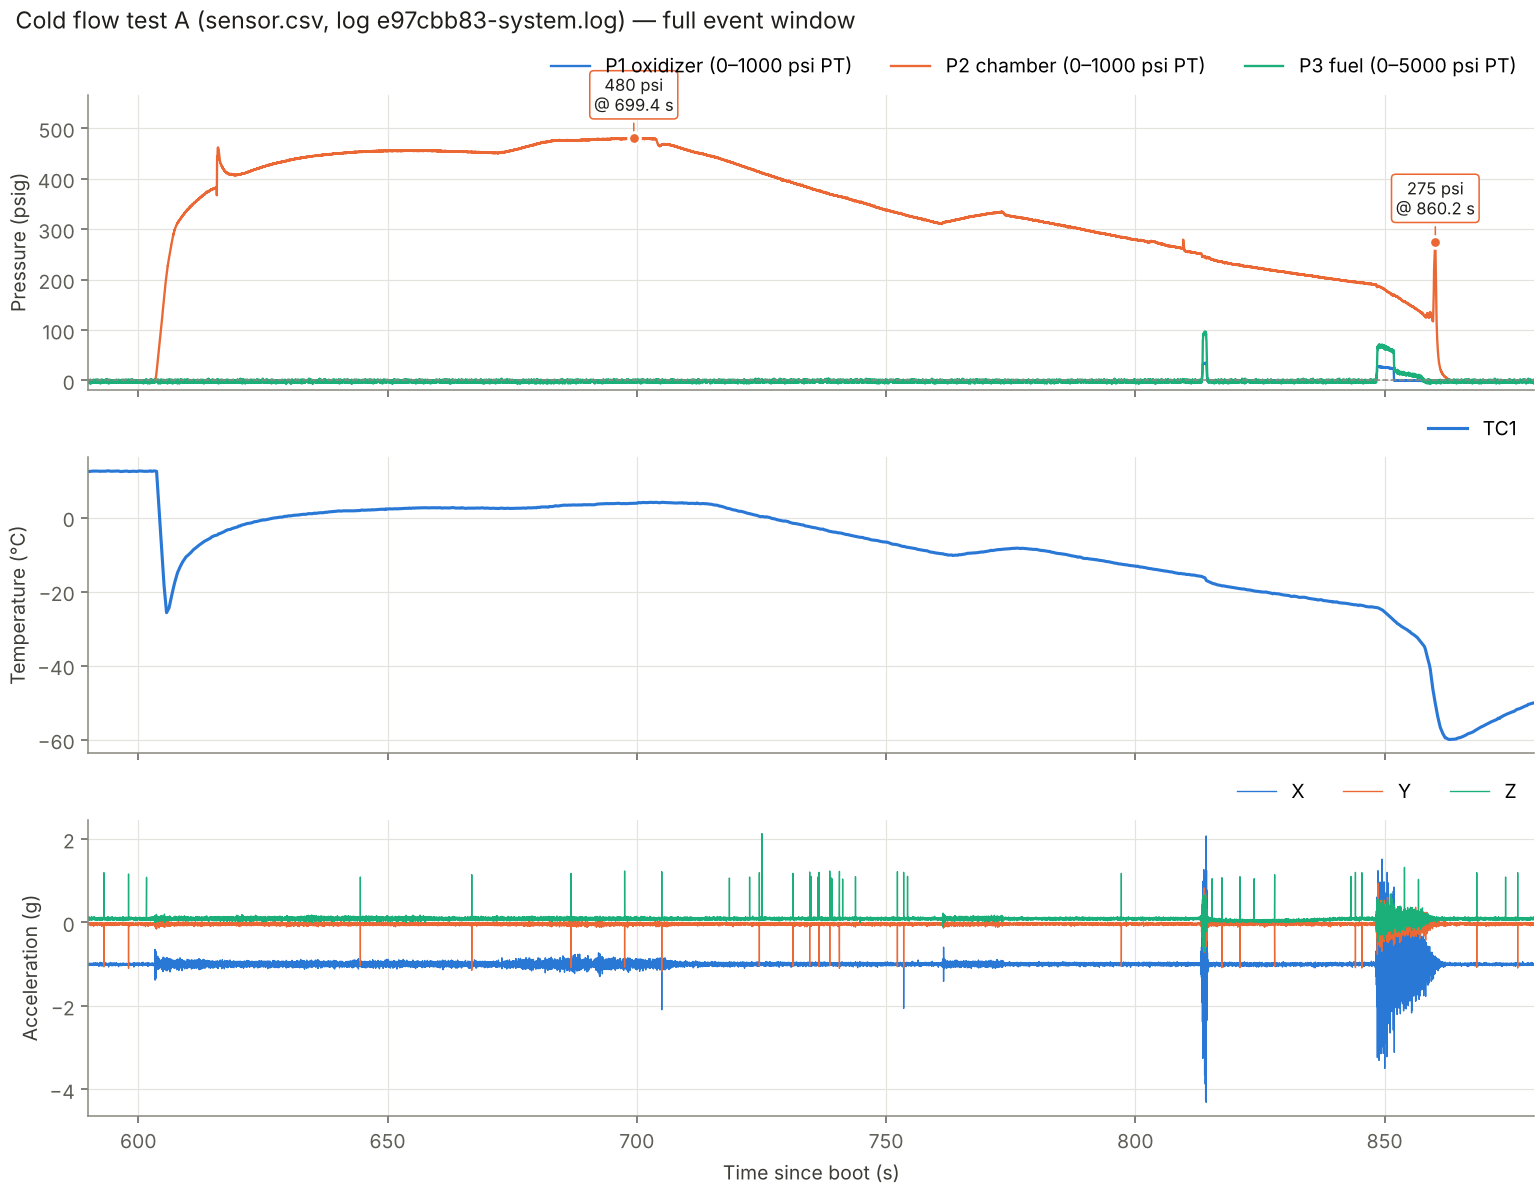 Cold flow test A (sensor.csv, log e97cbb83-system.log) — full event window
P1 oxidizer (0–1000 psi PT)
P2 chamber (0–1000 psi PT)
P3 fuel (0–5000 psi PT)
480 psi
@ 699.4 s
275 psi
@ 860.2 s
Pressure (psig)
500
400
300
200
100
0
TC1
Temperature (°C)
0
−20
−40
−60
X
Y
Z
Acceleration (g)
2
0
−2
−4
600
650
700
750
800
850
Time since boot (s)